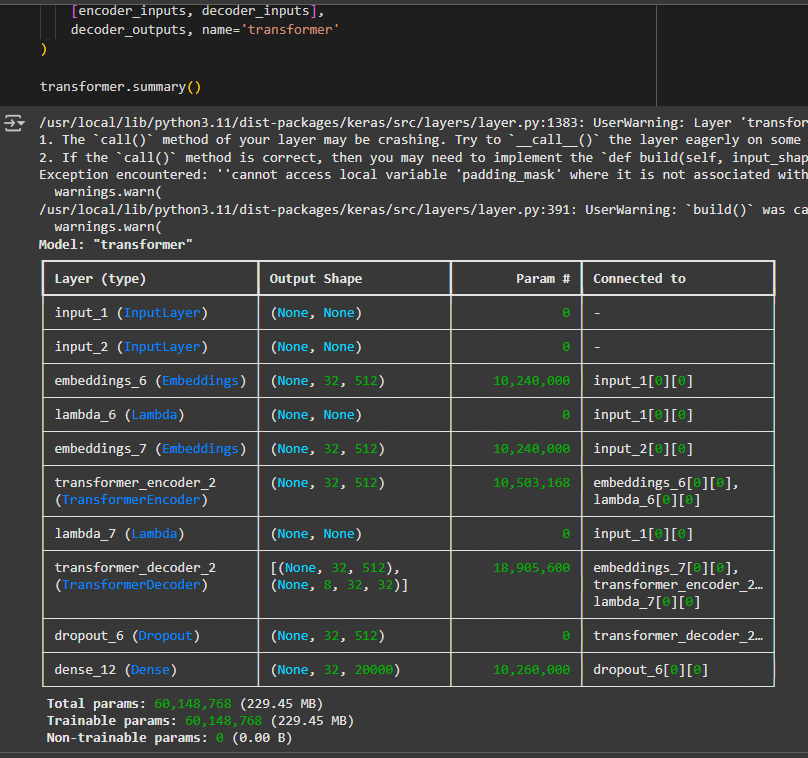 [encoder_inputs, decoder_inputs],
decoder_outputs, name='transformer'
)
transformer.summary()
/usr/local/lib/python3.11/dist-packages/keras/src/layers/layer.py:1383: UserWarning: Layer 'transfor
1. The `call()` method of your layer may be crashing. Try to `__call__()` the layer eagerly on some
2. If the `call()` method is correct, then you may need to implement the `def build(self, input_shap
Exception encountered: ''cannot access local variable 'padding_mask' where it is not associated with
warnings.warn(
/usr/local/lib/python3.11/dist-packages/keras/src/layers/layer.py:391: UserWarning: `build()` was ca
warnings.warn(
Model: "transformer"
Layer (type) Output Shape Param # Connected to
input_1 (InputLayer) (None, None) 0 -
input_2 (InputLayer) (None, None) 0 -
embeddings_6 (Embeddings) (None, 32, 512) 10,240,000 input_1[0][0]
lambda_6 (Lambda) (None, None) 0 input_1[0][0]
embeddings_7 (Embeddings) (None, 32, 512) 10,240,000 input_2[0][0]
transformer_encoder_2 (None, 32, 512) 10,503,168 embeddings_6[0][0],
(TransformerEncoder) lambda_6[0][0]
lambda_7 (Lambda) (None, None) 0 input_1[0][0]
transformer_decoder_2 [(None, 32, 512), 18,905,600 embeddings_7[0][0],
(TransformerDecoder) (None, 8, 32, 32)] transformer_encoder_2…
lambda_7[0][0]
dropout_6 (Dropout) (None, 32, 512) 0 transformer_decoder_2…
dense_12 (Dense) (None, 32, 20000) 10,260,000 dropout_6[0][0]
Total params: 60,148,768 (229.45 MB)
Trainable params: 60,148,768 (229.45 MB)
Non-trainable params: 0 (0.00 B)